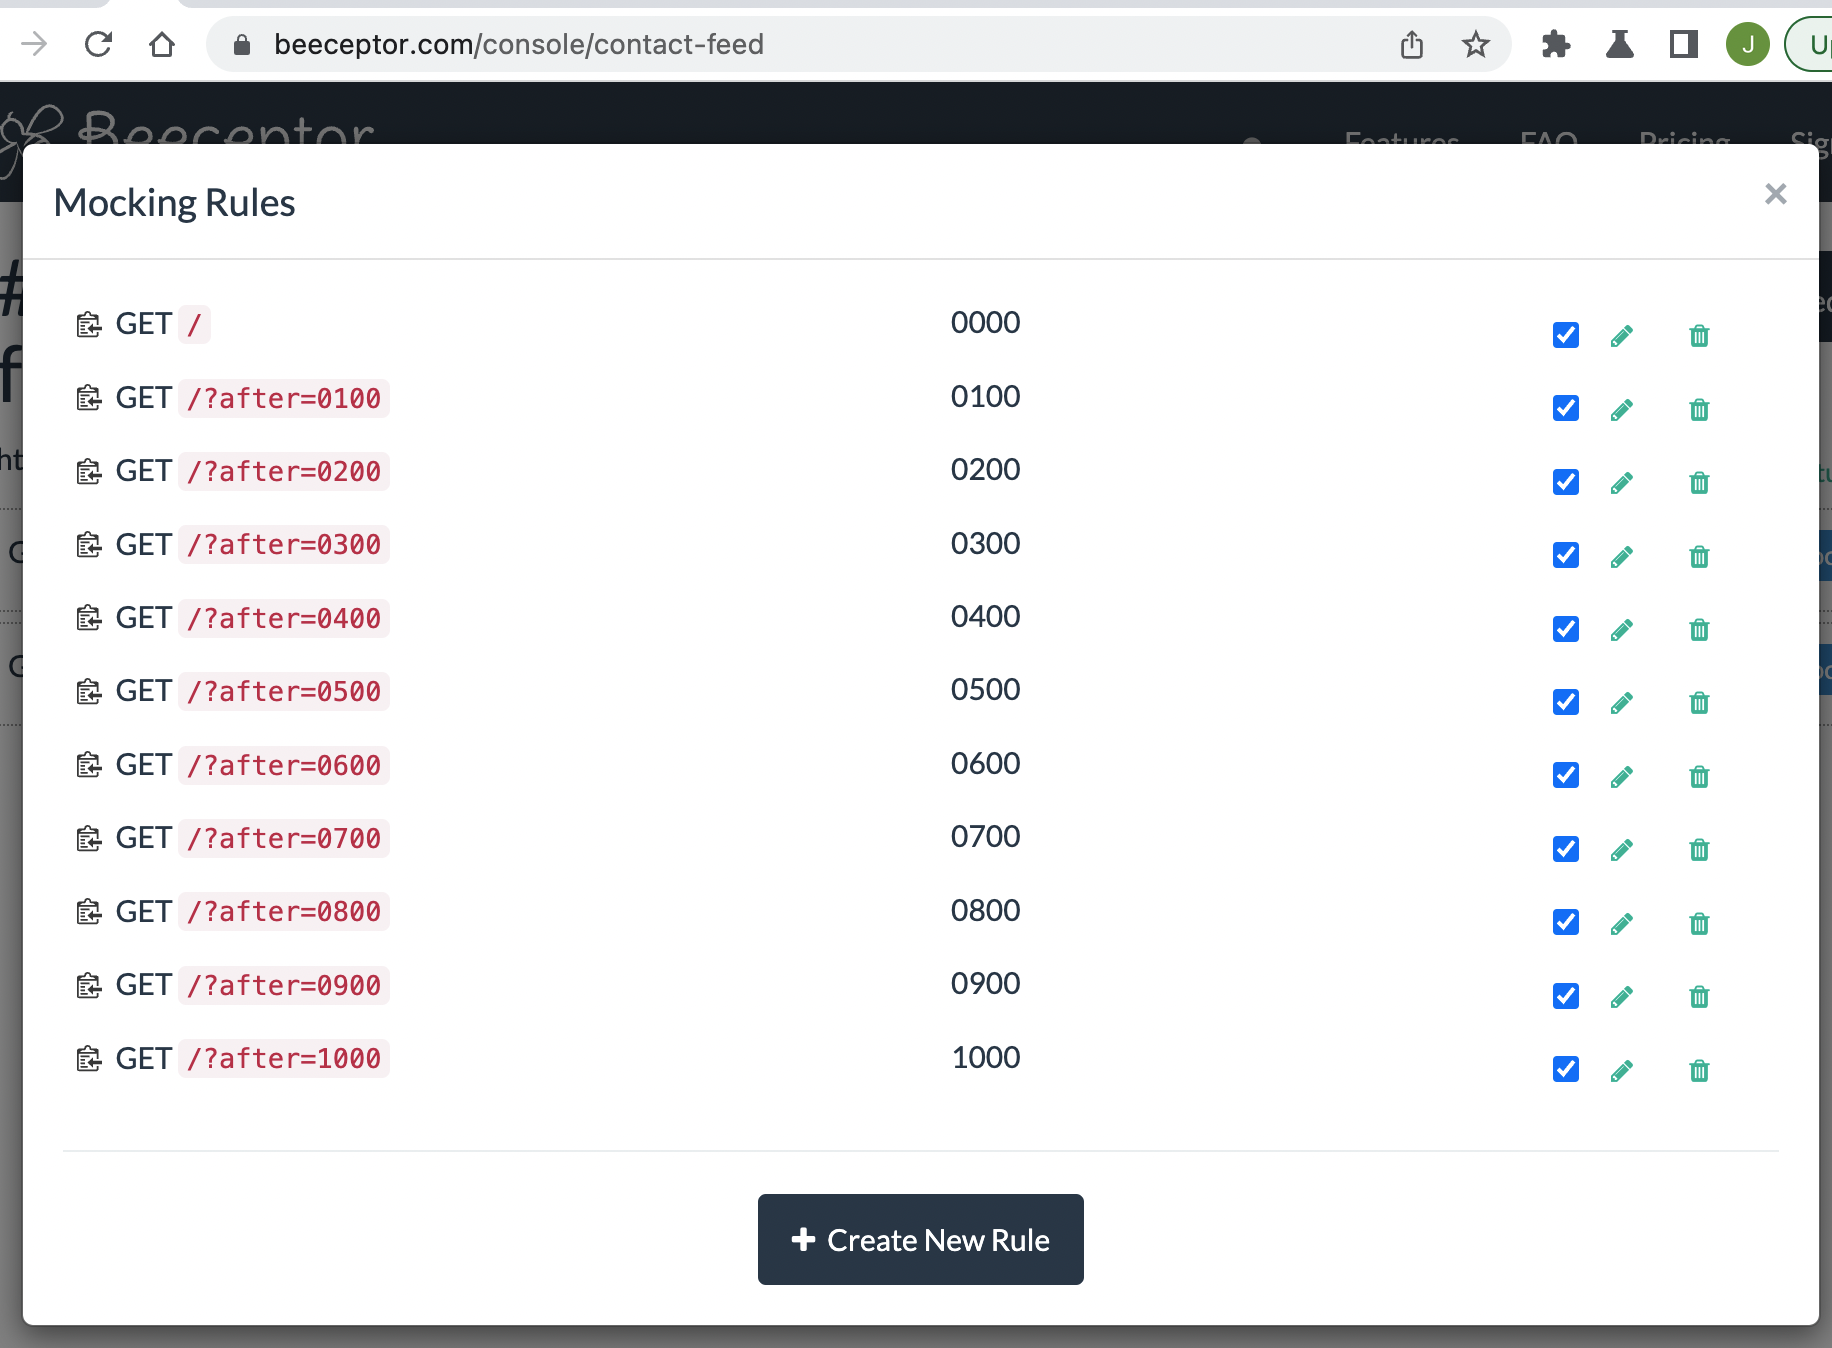 beeceptor.com/console/contact-feed
J
Beeceptor
Features FAQ Pricing
Mocking Rules
×
GET / 0000
GET /?after=0100 0100
GET /?after=0200 0200
GET /?after=0300 0300
GET /?after=0400 0400
GET /?after=0500 0500
GET /?after=0600 0600
GET /?after=0700 0700
GET /?after=0800 0800
GET /?after=0900 0900
GET /?after=1000 1000
+ Create New Rule